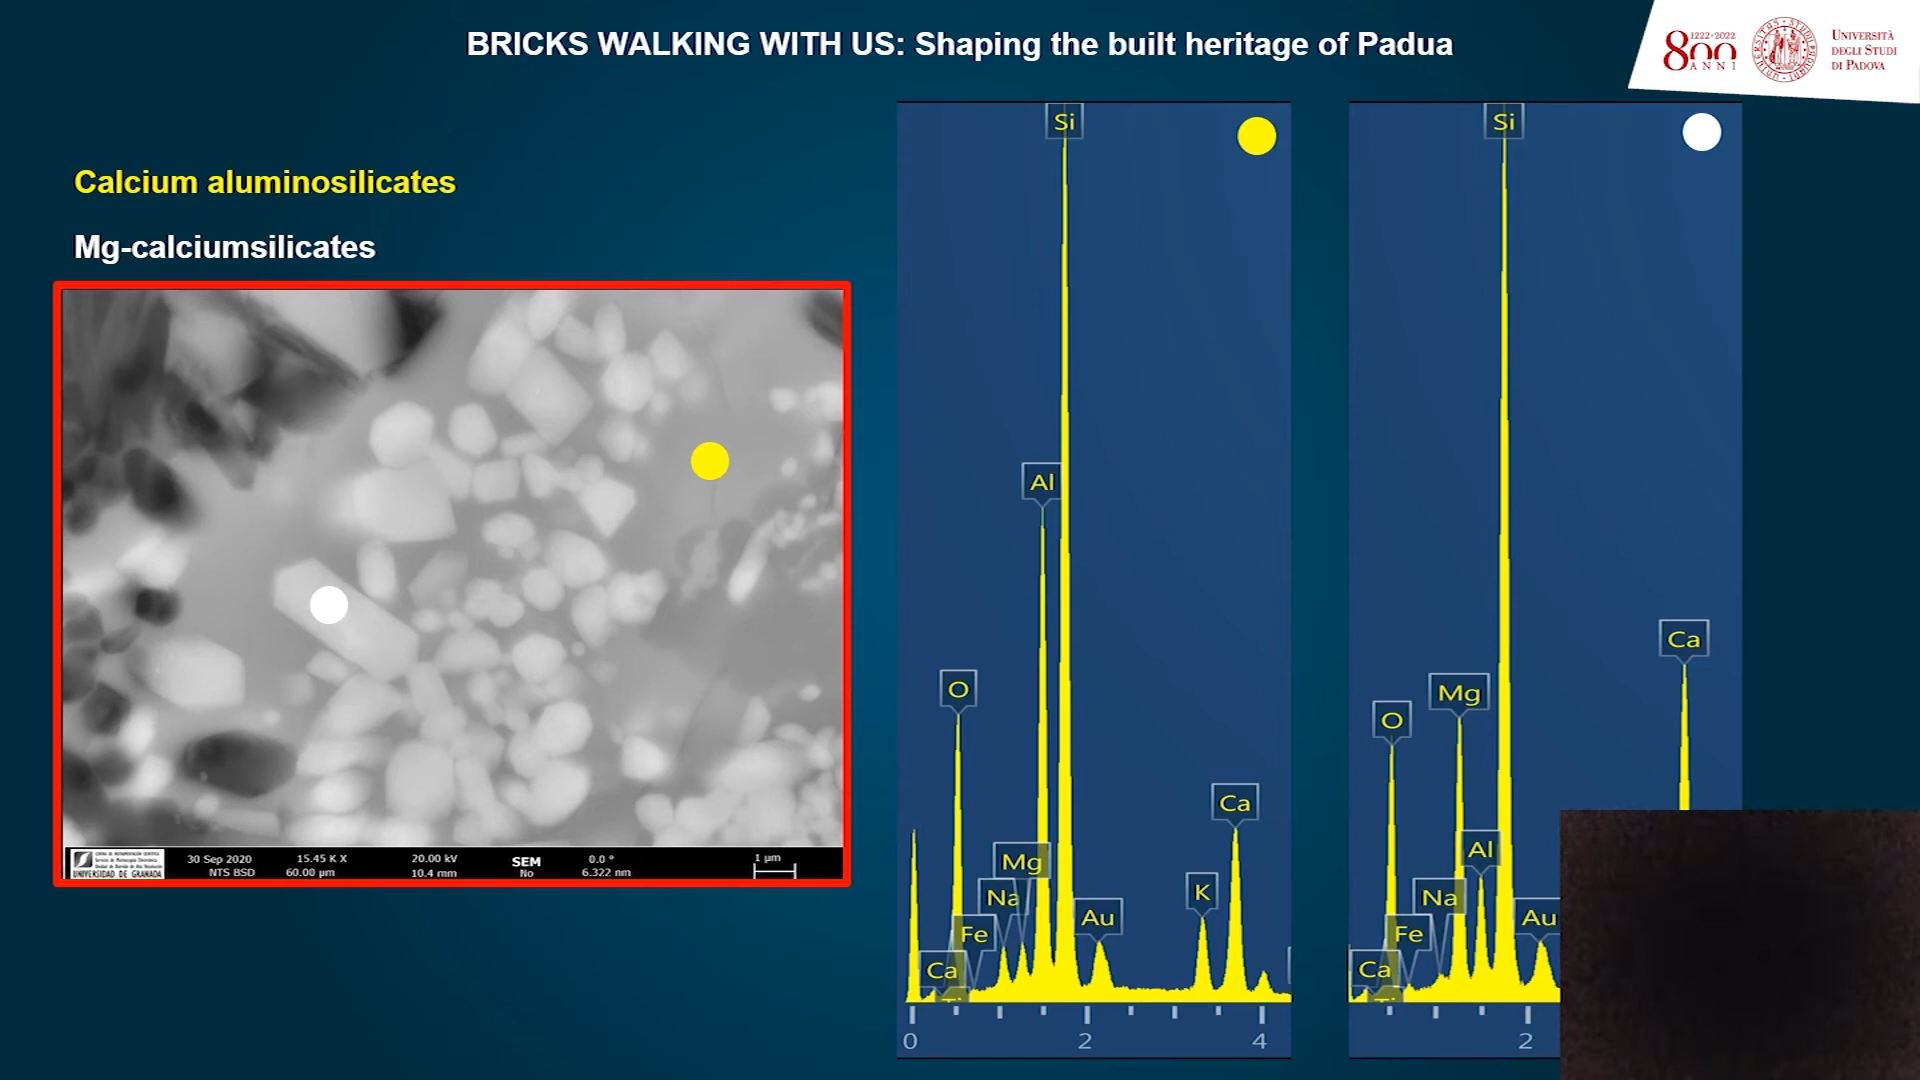 BRICKS WALKING WITH US: Shaping the built heritage of Padua
1222-2022
800
ANNI
UNIVERSITÀ
DEGLI STUDI
DI PADOVA
Calcium aluminosilicates
Mg-calciumsilicates
UNIVERSIDAD DE GRANADA
30 Sep 2020
NTS BSD
15.45 K X
60.00 µm
20.00 kV
10.4 mm
SEM
No
0.0 °
6.322 nm
1 µm
Si
Al
O
Ca
Mg
K
Na
Au
Fe
Ca
Ti
0
2
4
Si
Ca
Mg
O
Al
Na
Au
Fe
Ca
Ti
2